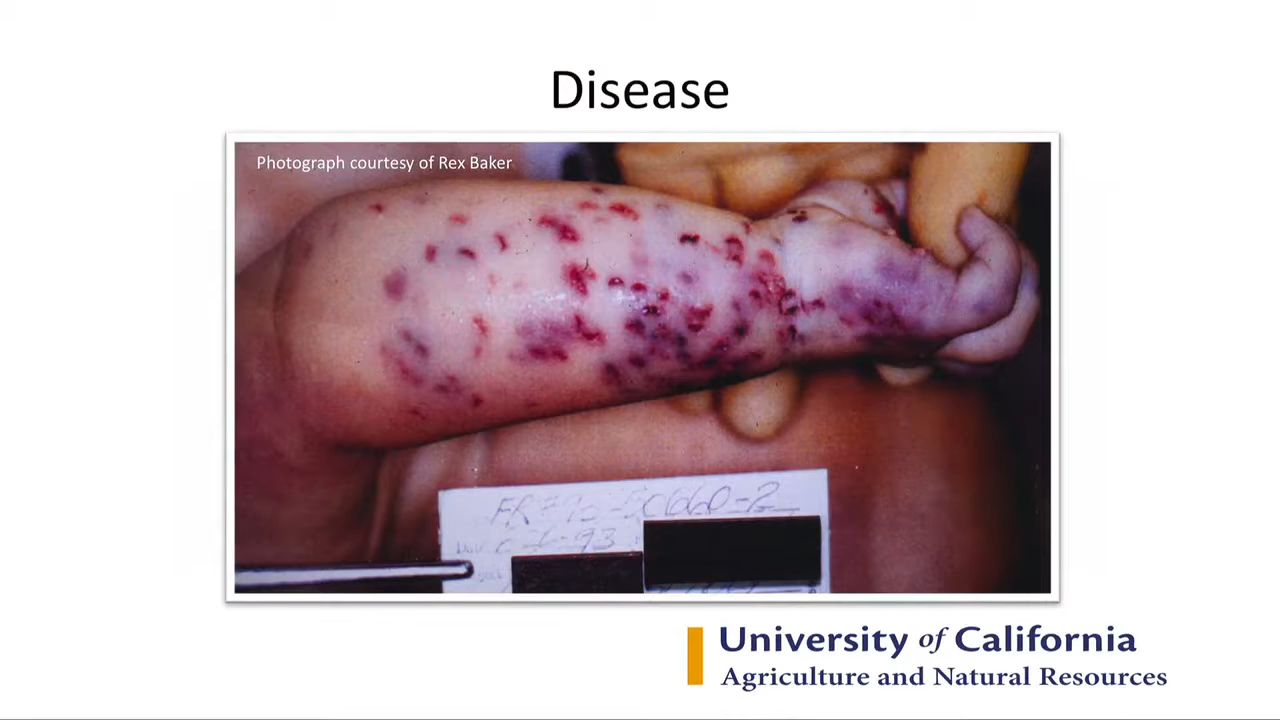 Disease
Photograph courtesy of Rex Baker
University of California
Agriculture and Natural Resources